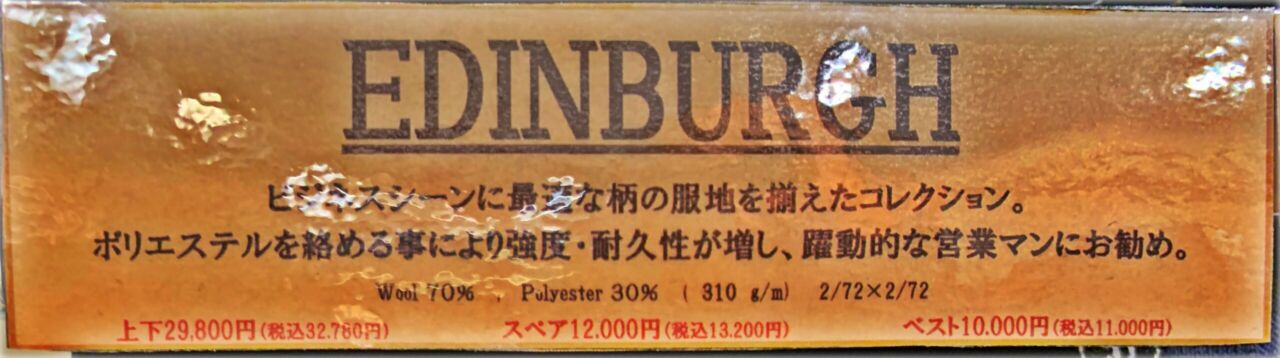 EDINBURGH
ビジネスシーンに最適な柄の服地を揃えたコレクション。
ポリエステルを絡める事により強度・耐久性が増し、躍動的な営業マンにお勧め。
Wool 70% , Polyester 30% ( 310 g/m) 2/72×2/72
上下29,800円(税込32,780円) スペア12.000円(税込13.200円) ベスト10.000円(税込11.000円)